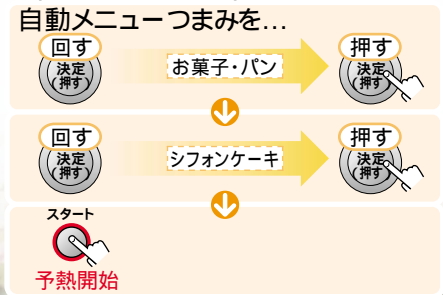 自動メニューつまみを…
回す
決定
(押す)
お菓子・パン
押す
決定
(押す)
回す
決定
(押す)
シフォンケーキ
押す
決定
(押す)
スタート
予熱開始